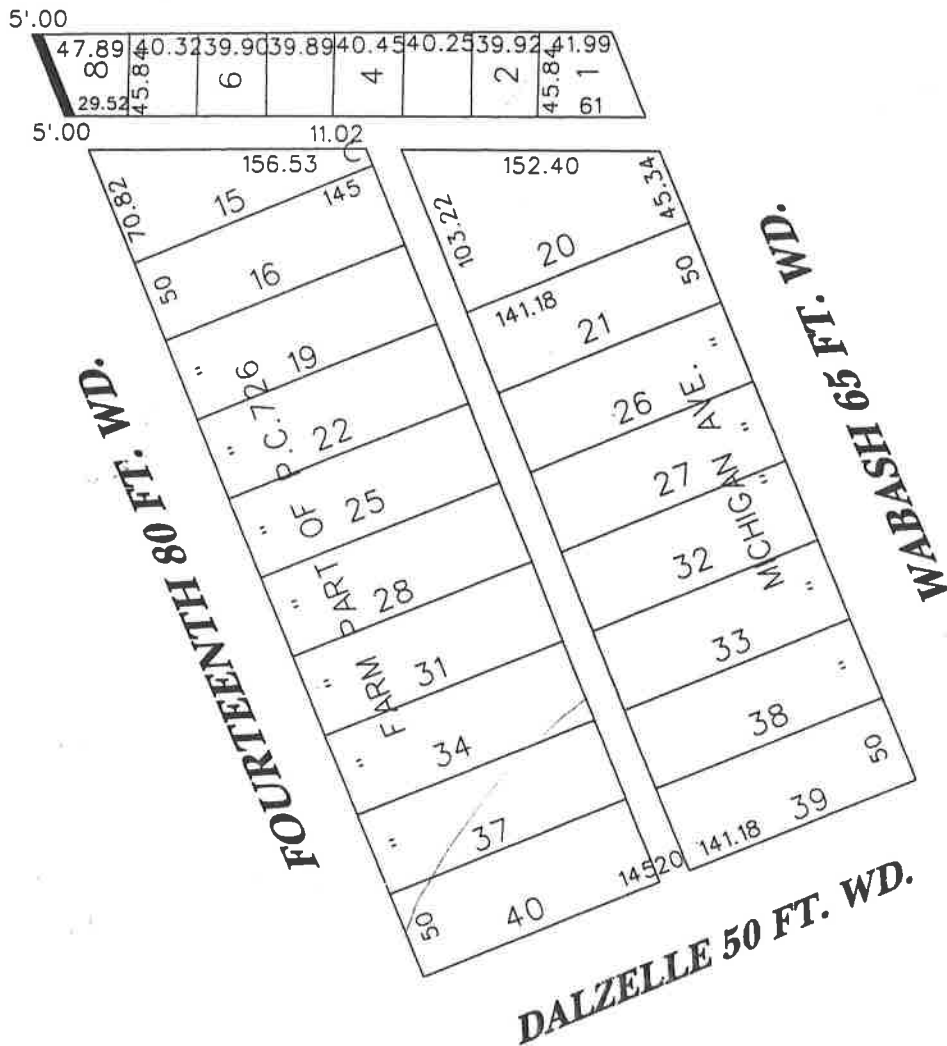 5'.00
47.89 40.32 39.90 39.89 40.45 40.25 39.92 41.99
8 45.84 6 4 2 45.84 1
29.52 61
5'.00
11.02
156.53 152.40
70.82 15 145 103.22 20 45.34
50 16 141.18 21 50
" 19 26 "
" 22 27 "
" 25 32 "
" 28 33 "
" 31 38 "
" 34 39 50
" 37 141.18
50 40 145 20
FARM PART OF P.C.726
MICHIGAN AVE.
FOURTEENTH 80 FT. WD.
WABASH 65 FT. WD.
DALZELLE 50 FT. WD.